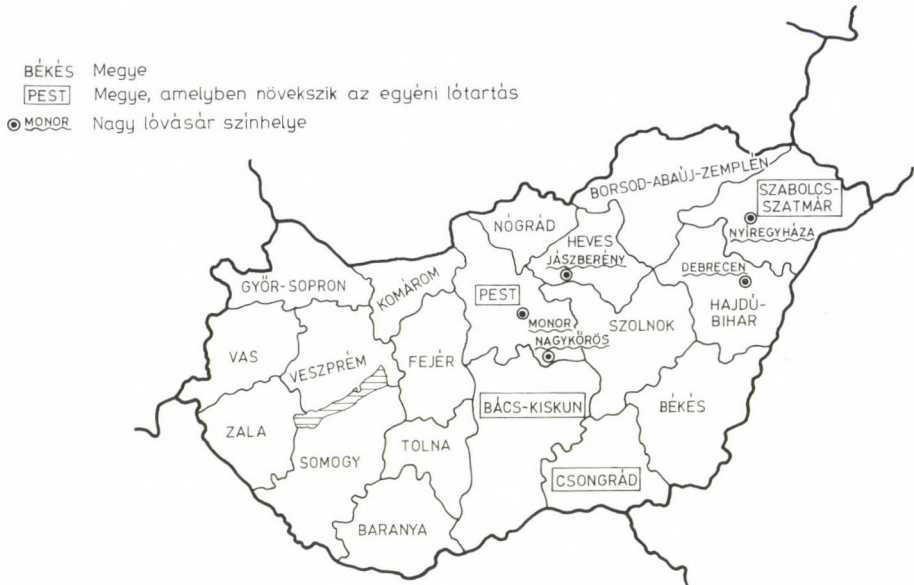 BÉKÉS Megye
PEST Megye, amelyben növekszik az egyéni lótartás
MONOR Nagy lóvásár színhelye
BORSOD-ABAÚJ-ZEMPLÉN
SZABOLCS-
SZATMÁR
NYÍREGYHÁZA
NÓGRÁD
HEVES
JÁSZBERÉNY
DEBRECEN
GYŐR-SOPRON
KOMÁROM
PEST
HAJDÚ-
BIHAR
MONOR
NAGYKŐRÖS
SZOLNOK
VAS
VESZPRÉM
FEJÉR
BÁCS-KISKUN
BÉKÉS
ZALA
TOLNA
SOMOGY
CSONGRÁD
BARANYA